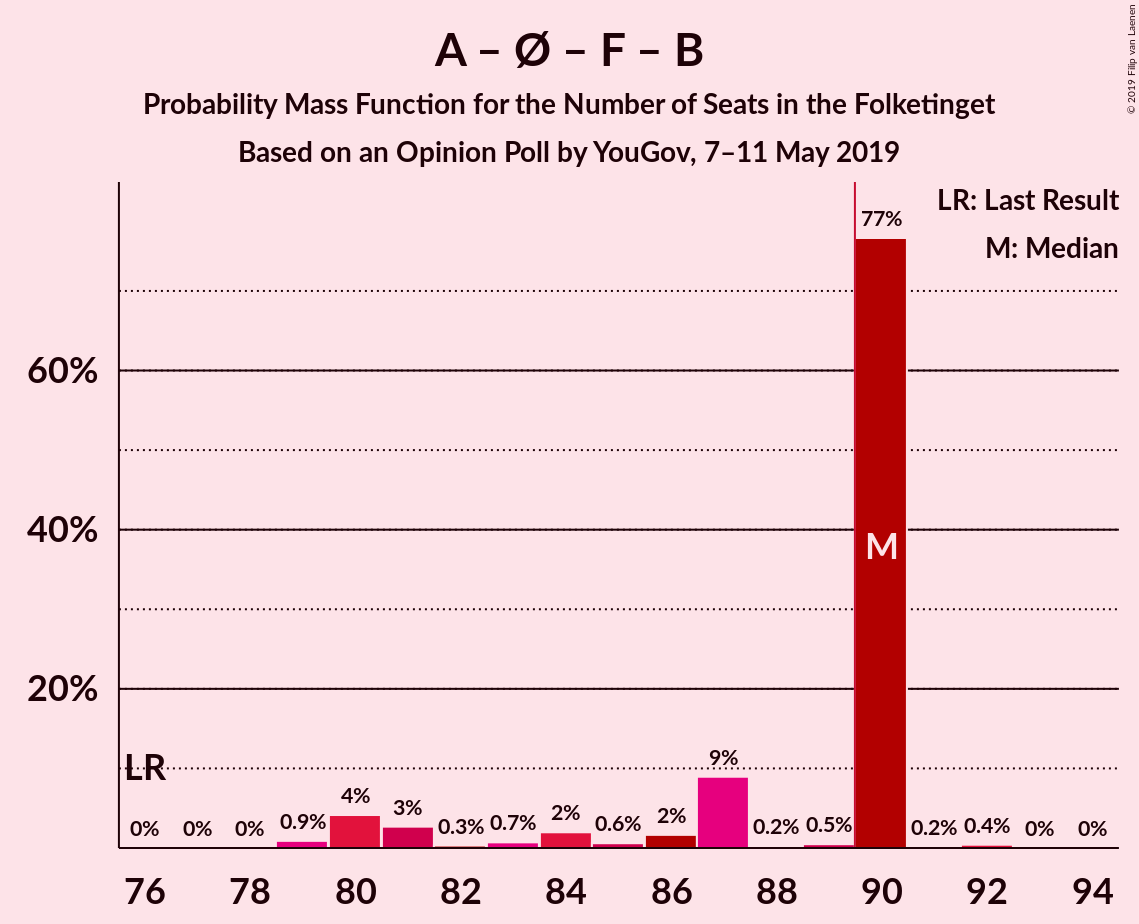 A – Ø – F – B
Probability Mass Function for the Number of Seats in the Folketinget
Based on an Opinion Poll by YouGov, 7–11 May 2019
© 2019 Filip van Laenen
LR: Last Result
M: Median
77%
60%
40%
20%
M
LR
0% 0% 0% 0.9% 4% 3% 0.3% 0.7% 2% 0.6% 2% 9% 0.2% 0.5% 0.2% 0.4% 0% 0%
76 78 80 82 84 86 88 90 92 94